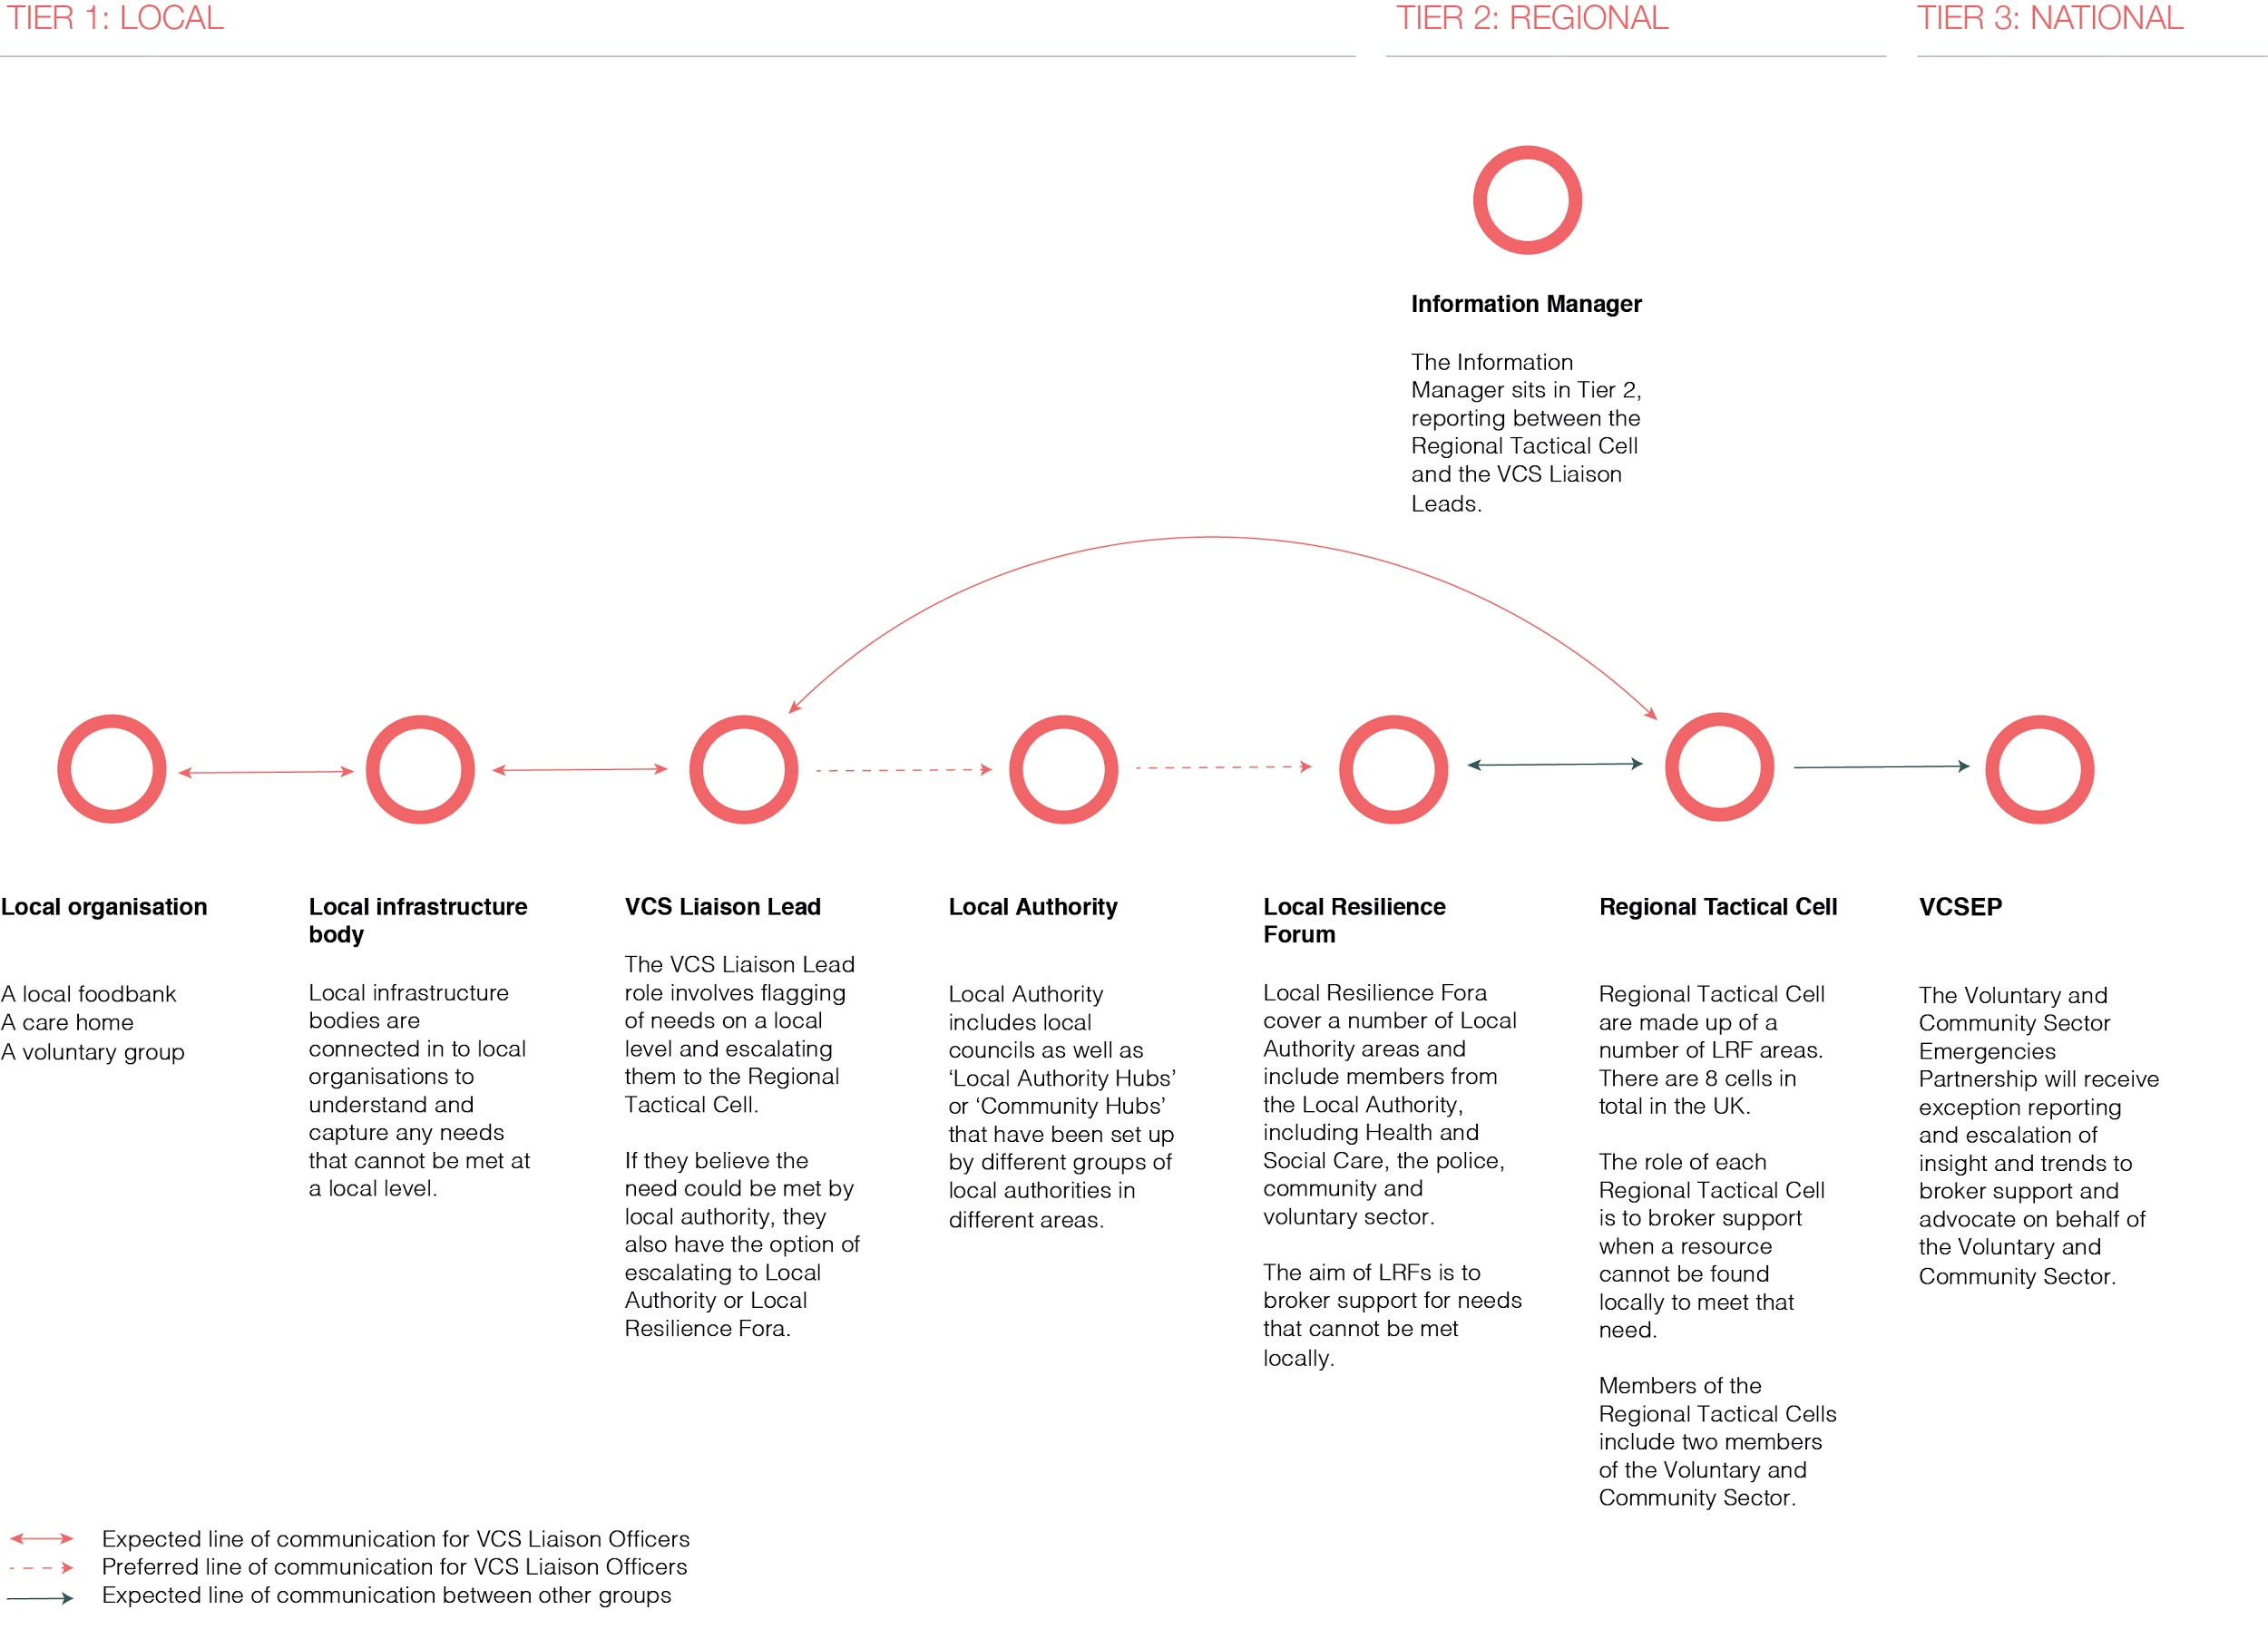 TIER 1: LOCAL
TIER 2: REGIONAL
TIER 3: NATIONAL
Information Manager
The Information
Manager sits in Tier 2,
reporting between the
Regional Tactical Cell
and the VCS Liaison
Leads.
Local organisation
A local foodbank
A care home
A voluntary group
Local infrastructure
body
Local infrastructure
bodies are
connected in to local
organisations to
understand and
capture any needs
that cannot be met at
a local level.
VCS Liaison Lead
The VCS Liaison Lead
role involves flagging
of needs on a local
level and escalating
them to the Regional
Tactical Cell.
If they believe the
need could be met by
local authority, they
also have the option of
escalating to Local
Authority or Local
Resilience Fora.
Local Authority
Local Authority
includes local
councils as well as
‘Local Authority Hubs’
or ‘Community Hubs’
that have been set up
by different groups of
local authorities in
different areas.
Local Resilience
Forum
Local Resilience Fora
cover a number of Local
Authority areas and
include members from
the Local Authority,
including Health and
Social Care, the police,
community and
voluntary sector.
The aim of LRFs is to
broker support for needs
that cannot be met
locally.
Regional Tactical Cell
Regional Tactical Cell
are made up of a
number of LRF areas.
There are 8 cells in
total in the UK.
The role of each
Regional Tactical Cell
is to broker support
when a resource
cannot be found
locally to meet that
need.
Members of the
Regional Tactical Cells
include two members
of the Voluntary and
Community Sector.
VCSEP
The Voluntary and
Community Sector
Emergencies
Partnership will receive
exception reporting
and escalation of
insight and trends to
broker support and
advocate on behalf of
the Voluntary and
Community Sector.
Expected line of communication for VCS Liaison Officers
Preferred line of communication for VCS Liaison Officers
Expected line of communication between other groups